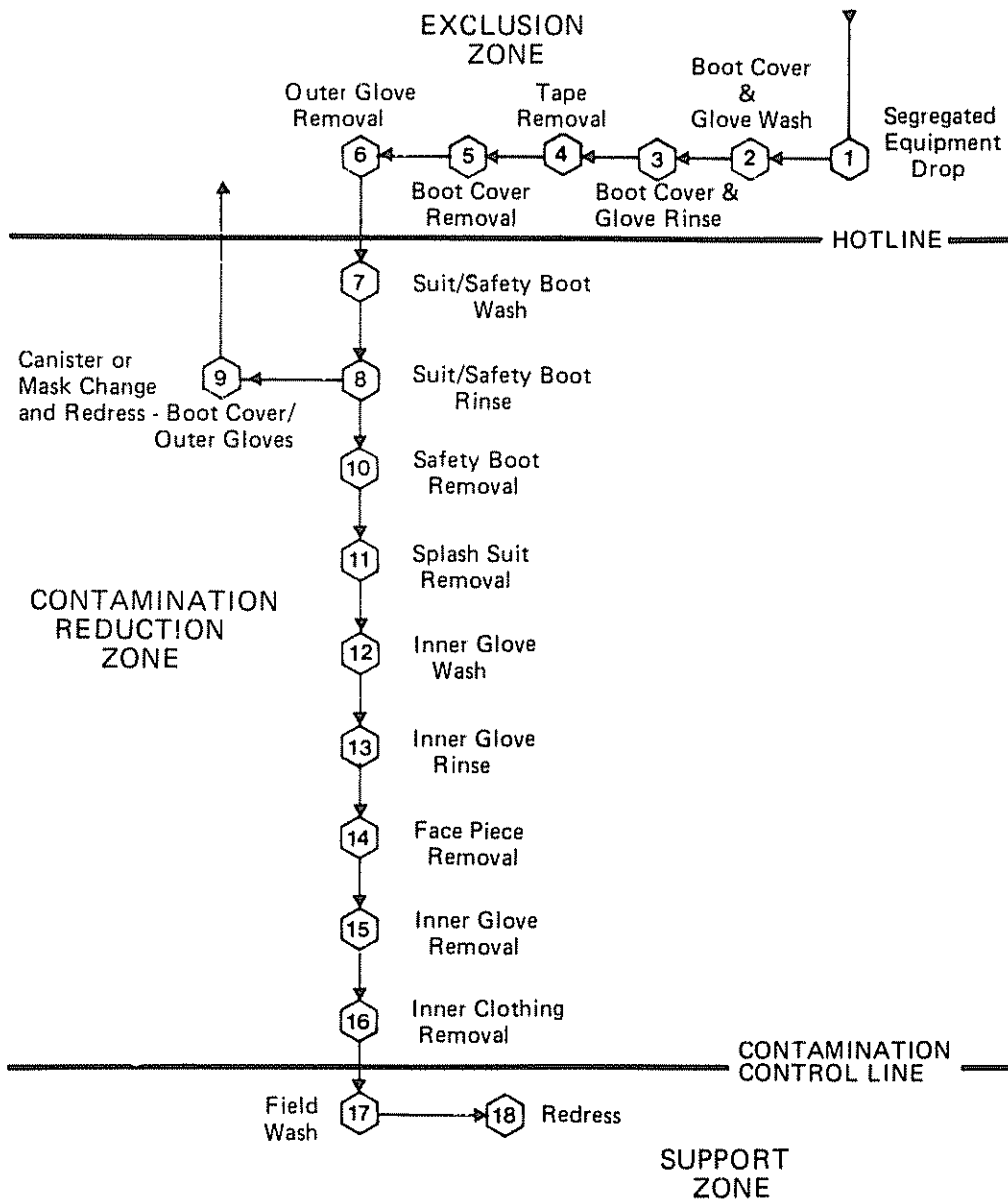 EXCLUSION
ZONE
Outer Glove
Removal
6
5
Boot Cover
Removal
Tape
Removal
4
3
Boot Cover &
Glove Rinse
Boot Cover
&
Glove Wash
2
1
Segregated
Equipment
Drop
HOTLINE
7
Suit/Safety Boot
Wash
Canister or
Mask Change
and Redress - Boot Cover/
Outer Gloves
9
8
Suit/Safety Boot
Rinse
10
Safety Boot
Removal
11
Splash Suit
Removal
CONTAMINATION
REDUCTION
ZONE
12
Inner Glove
Wash
13
Inner Glove
Rinse
14
Face Piece
Removal
15
Inner Glove
Removal
16
Inner Clothing
Removal
CONTAMINATION
CONTROL LINE
Field
Wash
17
18
Redress
SUPPORT
ZONE